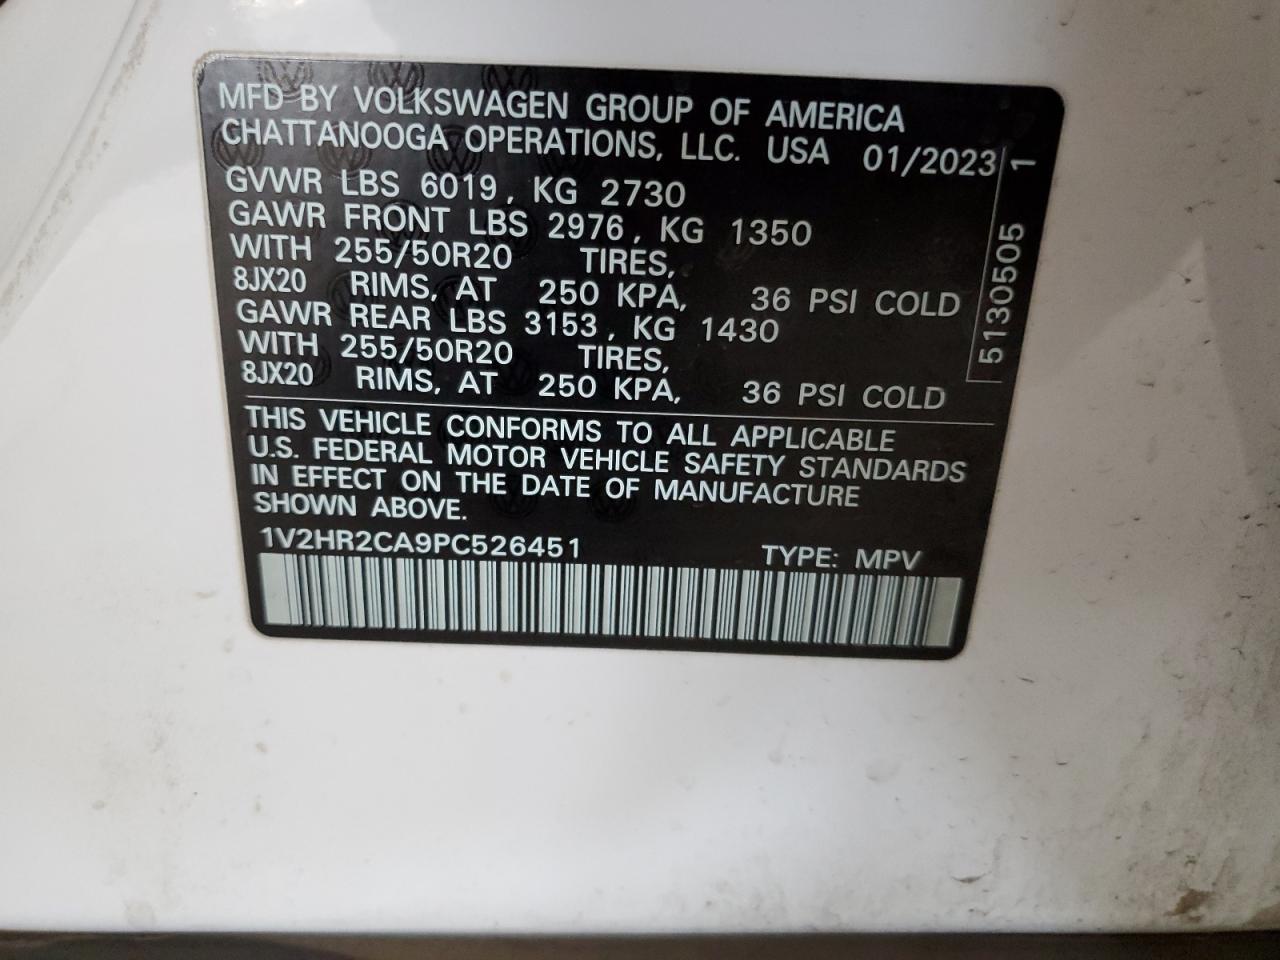 MFD BY VOLKSWAGEN GROUP OF AMERICA
CHATTANOOGA OPERATIONS, LLC. USA 01/2023
GVWR LBS 6019, KG 2730
GAWR FRONT LBS 2976, KG 1350
WITH 255/50R20 TIRES,
8JX20 RIMS, AT 250 KPA, 36 PSI COLD
GAWR REAR LBS 3153, KG 1430
WITH 255/50R20 TIRES,
8JX20 RIMS, AT 250 KPA, 36 PSI COLD
THIS VEHICLE CONFORMS TO ALL APPLICABLE
U.S. FEDERAL MOTOR VEHICLE SAFETY STANDARDS
IN EFFECT ON THE DATE OF MANUFACTURE
SHOWN ABOVE.
1V2HR2CA9PC526451 TYPE: MPV
5130505 1